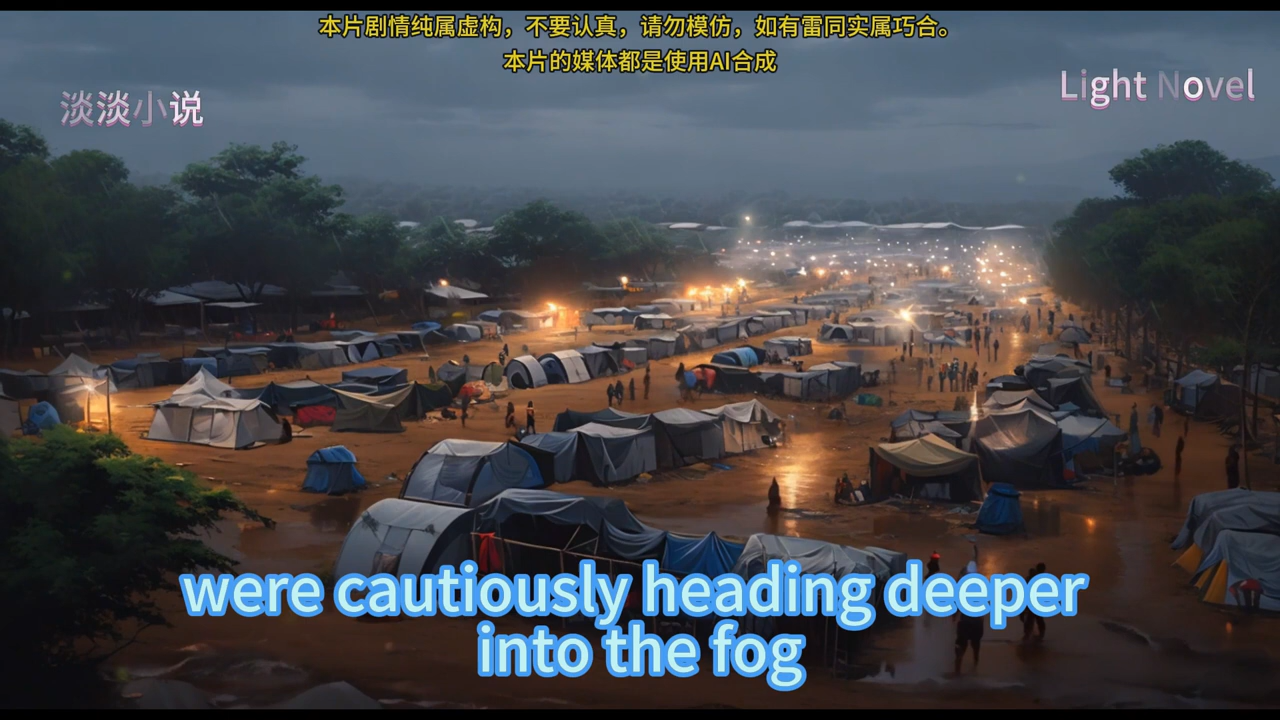 本片剧情纯属虚构，不要认真，请勿模仿，如有雷同实属巧合。
本片的媒体都是使用AI合成
淡淡小说
Light Novel
were cautiously heading deeper
into the fog